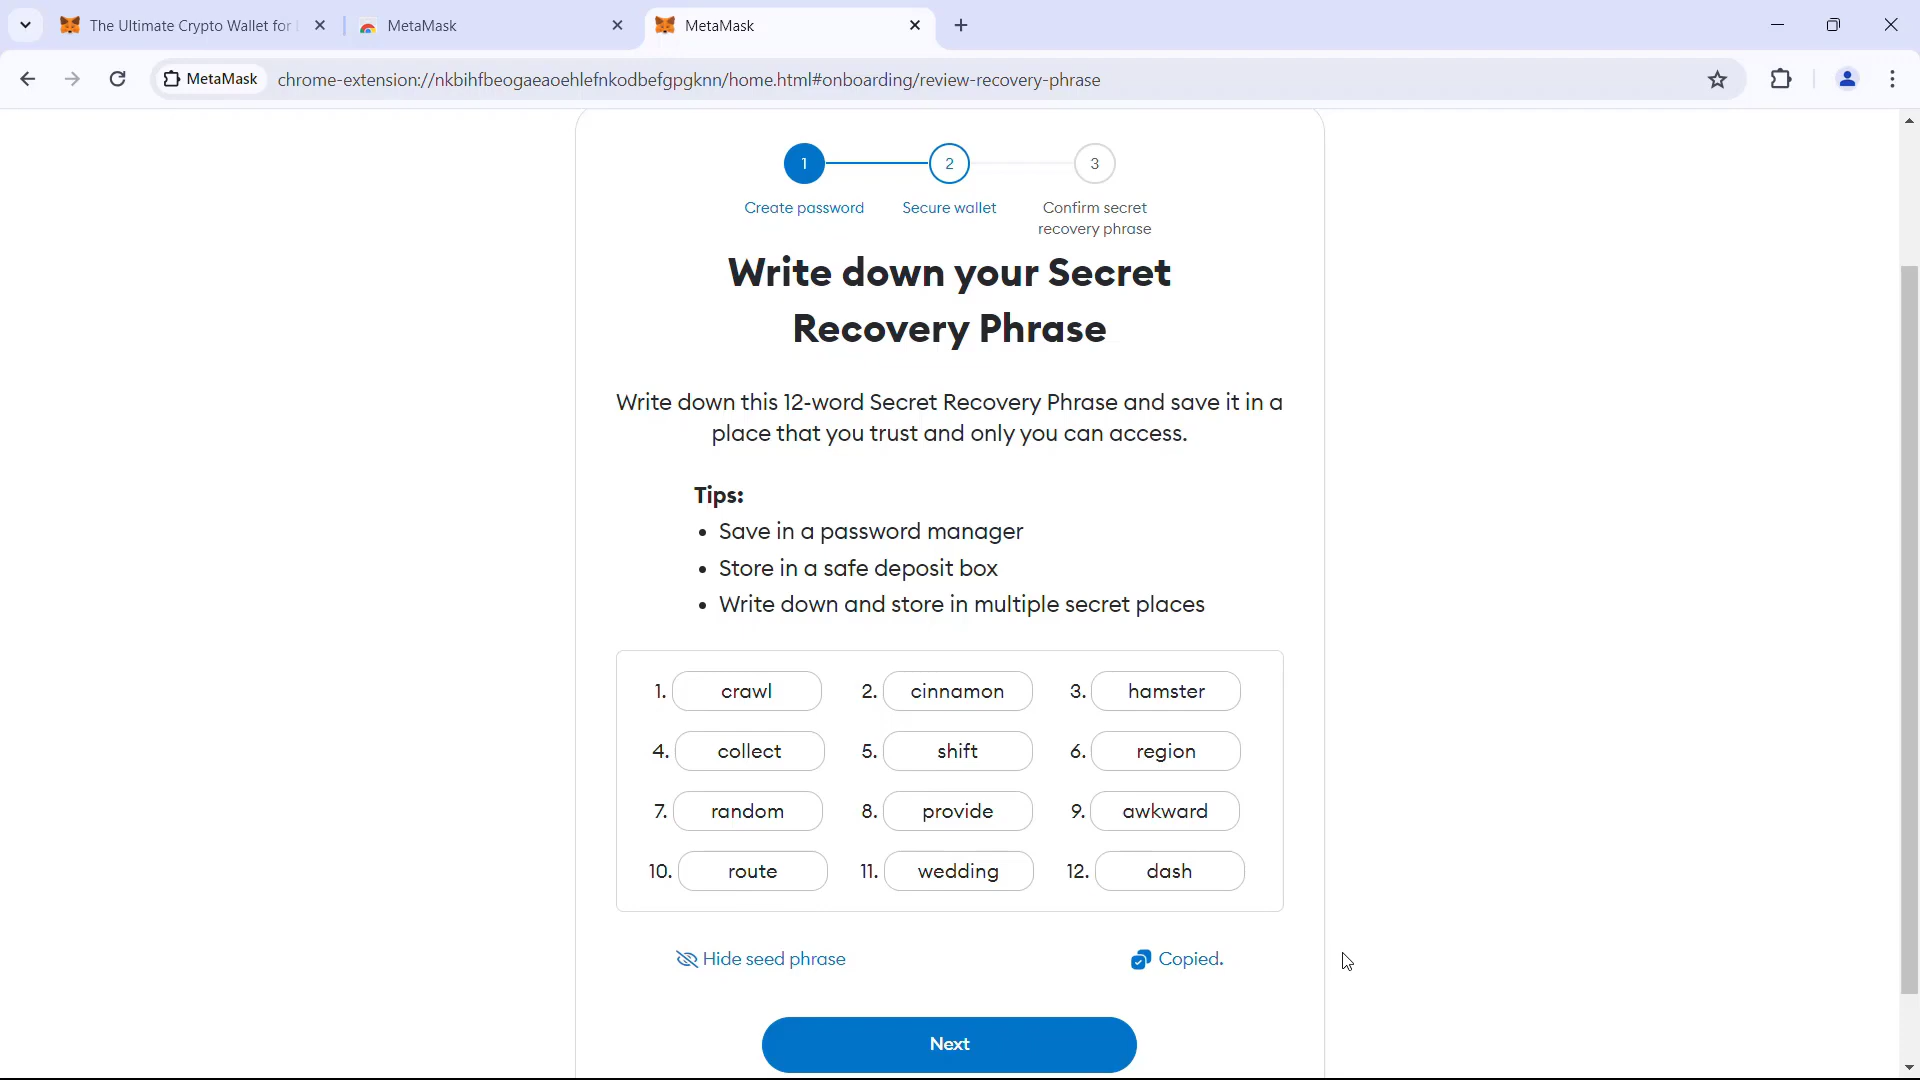 The Ultimate Crypto Wallet for
MetaMask
MetaMask
MetaMask
chrome-extension://nkbihfbeogaeaoehlefnkodbefgpgknn/home.html#onboarding/review-recovery-phrase
1
2
3
Create password
Secure wallet
Confirm secret
recovery phrase
Write down your Secret
Recovery Phrase
Write down this 12-word Secret Recovery Phrase and save it in a
place that you trust and only you can access.
Tips:
• Save in a password manager
• Store in a safe deposit box
• Write down and store in multiple secret places
1. crawl 2. cinnamon 3. hamster
4. collect 5. shift 6. region
7. random 8. provide 9. awkward
10. route 11. wedding 12. dash
Hide seed phrase
Copied.
Next